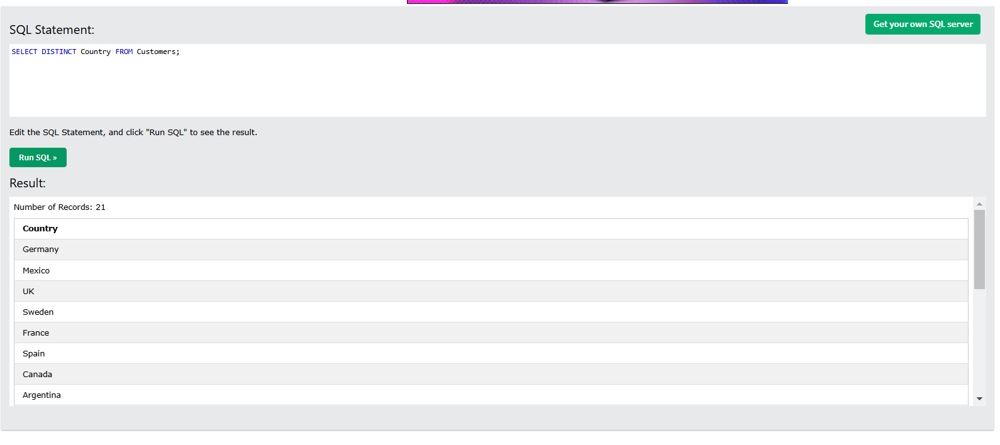 SQL Statement:
Get your own SQL server
SELECT DISTINCT Country FROM Customers;
Edit the SQL Statement, and click "Run SQL" to see the result.
Run SQL »
Result:
Number of Records: 21
Country
Germany
Mexico
UK
Sweden
France
Spain
Canada
Argentina